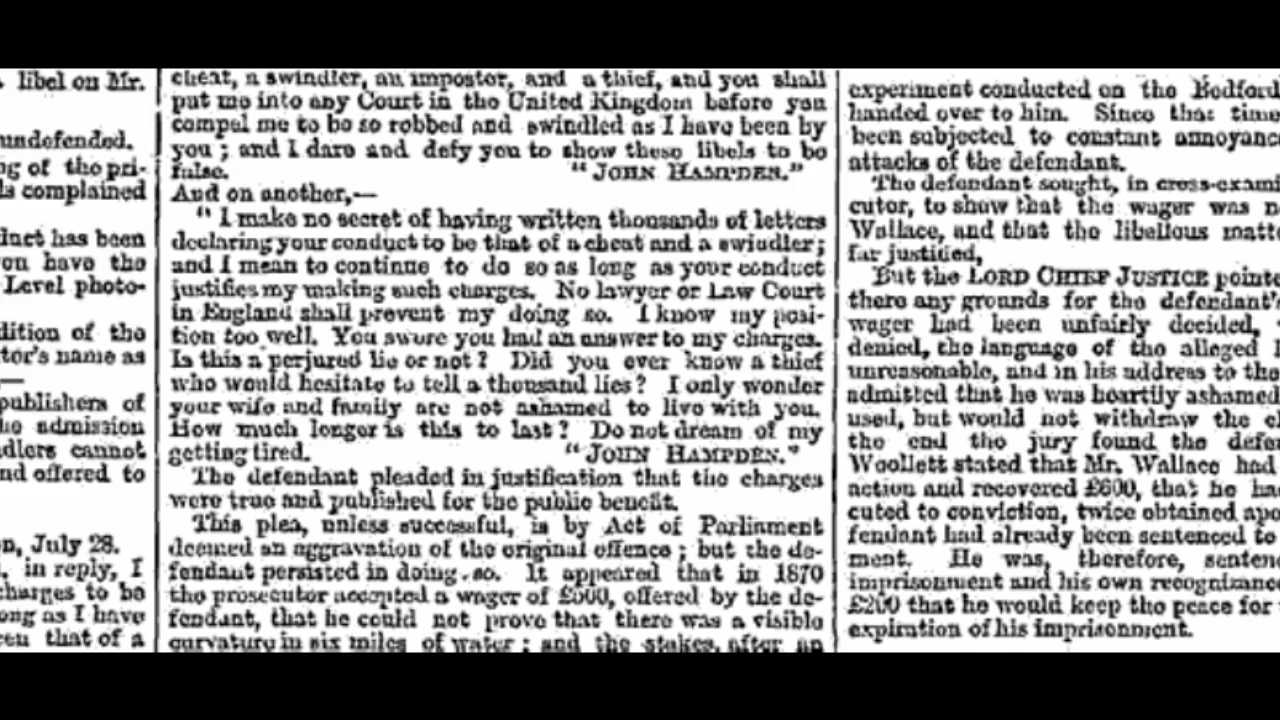 libel on Mr.
undefended.
ng of the pri-
ls complained
duct has been
you have the
Level photo-
dition of the
tor's name as
publishers of
he admission
dlers cannot
nd offered to
n, July 28.
, in reply, I
charges to be
ong as I have
een that of a
cheat, a swindler, an impostor, and a thief, and you shall
put me into any Court in the United Kingdom before you
compel me to be so robbed and swindled as I have been by
you; and I dare and defy you to show these libels to be
false. "JOHN HAMPDEN."
And on another,—
"I make no secret of having written thousands of letters
declaring your conduct to be that of a cheat and a swindler;
and I mean to continue to do so as long as your conduct
justifies my making such charges. No lawyer or Law Court
in England shall prevent my doing so. I know my posi-
tion too well. You swore you had an answer to my charges.
Is this a perjured lie or not? Did you ever know a thief
who would hesitate to tell a thousand lies? I only wonder
your wife and family are not ashamed to live with you.
How much longer is this to last? Do not dream of my
getting tired. "JOHN HAMPDEN."
The defendant pleaded in justification that the charges
were true and published for the public benefit.
This plea, unless successful, is by Act of Parliament
deemed an aggravation of the original offence; but the de-
fendant persisted in doing so. It appeared that in 1870
the prosecutor accepted a wager of £500, offered by the de-
fendant, that he could not prove that there was a visible
curvature in six miles of water; and the stakes, after an
experiment conducted on the Bedford
handed over to him. Since that time
been subjected to constant annoyanc
attacks of the defendant.
The defendant sought, in cross-exami
cutor, to show that the wager was n
Wallace, and that the libellous matte
far justified,
But the LORD CHIEF JUSTICE pointe
there any grounds for the defendant'
wager had been unfairly decided,
denied, the language of the alleged l
unreasonable, and in his address to the
admitted that he was heartily ashamed
used, but would not withdraw the c
the end the jury found the defen
Woollett stated that Mr. Wallace had
action and recovered £600, that he ha
cuted to conviction, twice obtained apo
fendant had already been sentenced to
ment. He was, therefore, senten
imprisonment and his own recognizanc
£200 that he would keep the peace for
expiration of his imprisonment.